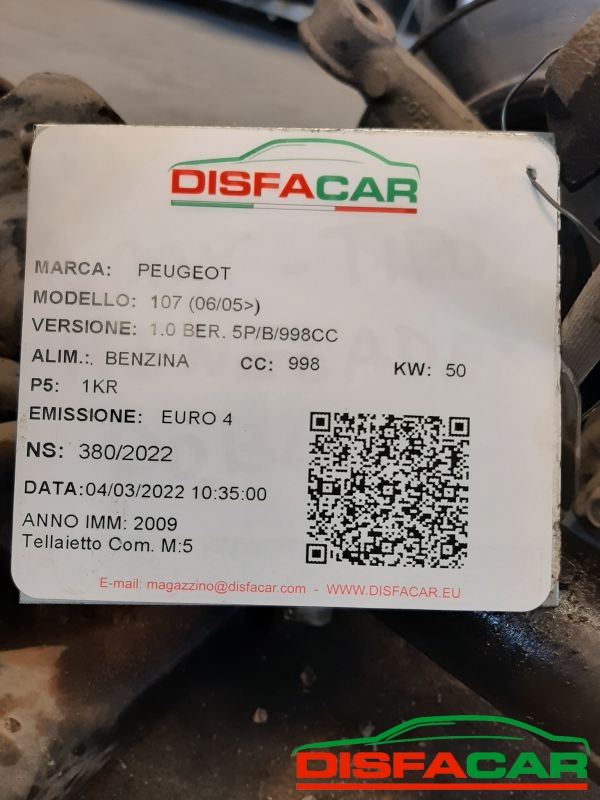 DISFACAR
MARCA: PEUGEOT
MODELLO: 107 (06/05>)
VERSIONE: 1.0 BER. 5P/B/998CC
ALIM.: BENZINA CC: 998 KW: 50
P5: 1KR
EMISSIONE: EURO 4
NS: 380/2022
DATA:04/03/2022 10:35:00
ANNO IMM: 2009
Tellaietto Com. M:5
E-mail: magazzino@disfacar.com - WWW.DISFACAR.EU
DISFACAR